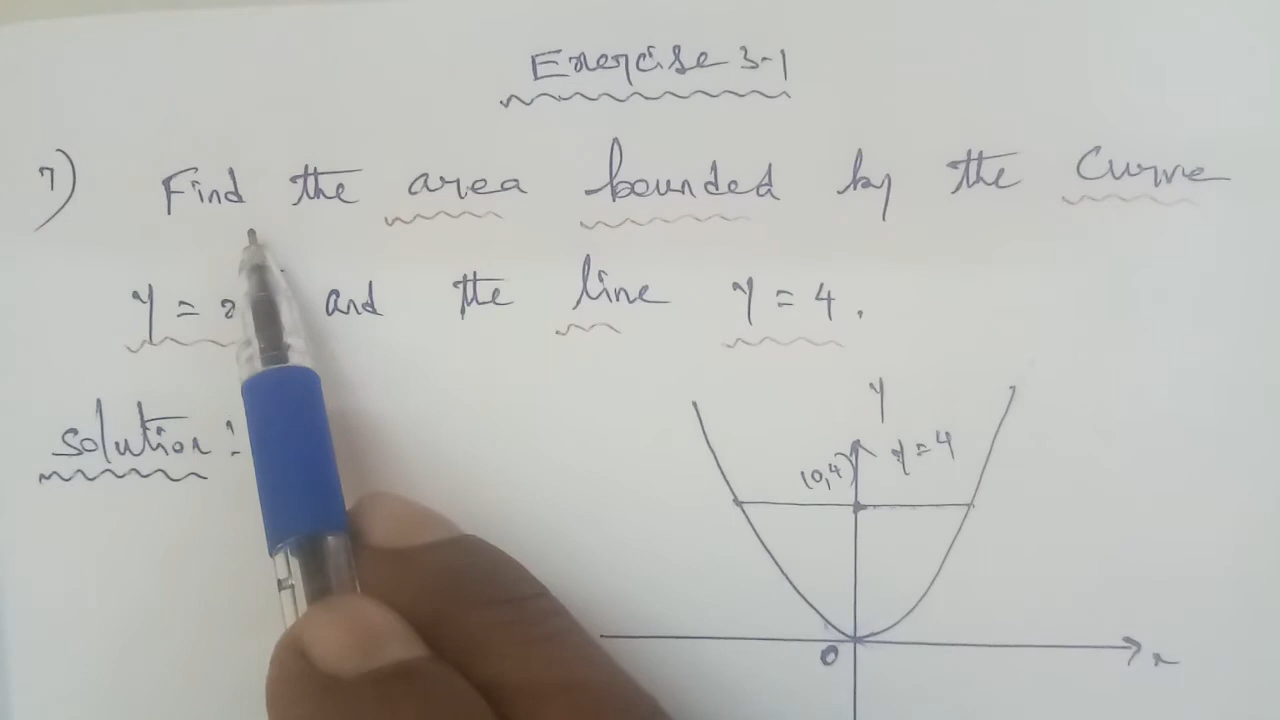 Exercise 3-1
7) Find the area bounded by the curve
y = and the line y = 4.
Solution:
y
(0,4) y=4
0
x